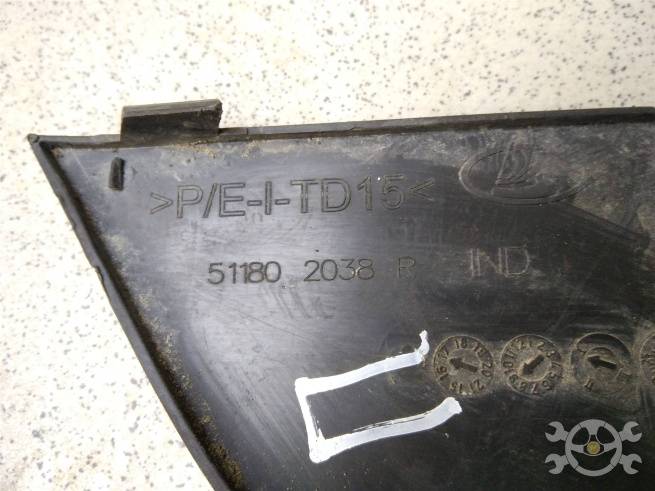 >P/E-I-TD15<
51180 2038 R IND
П